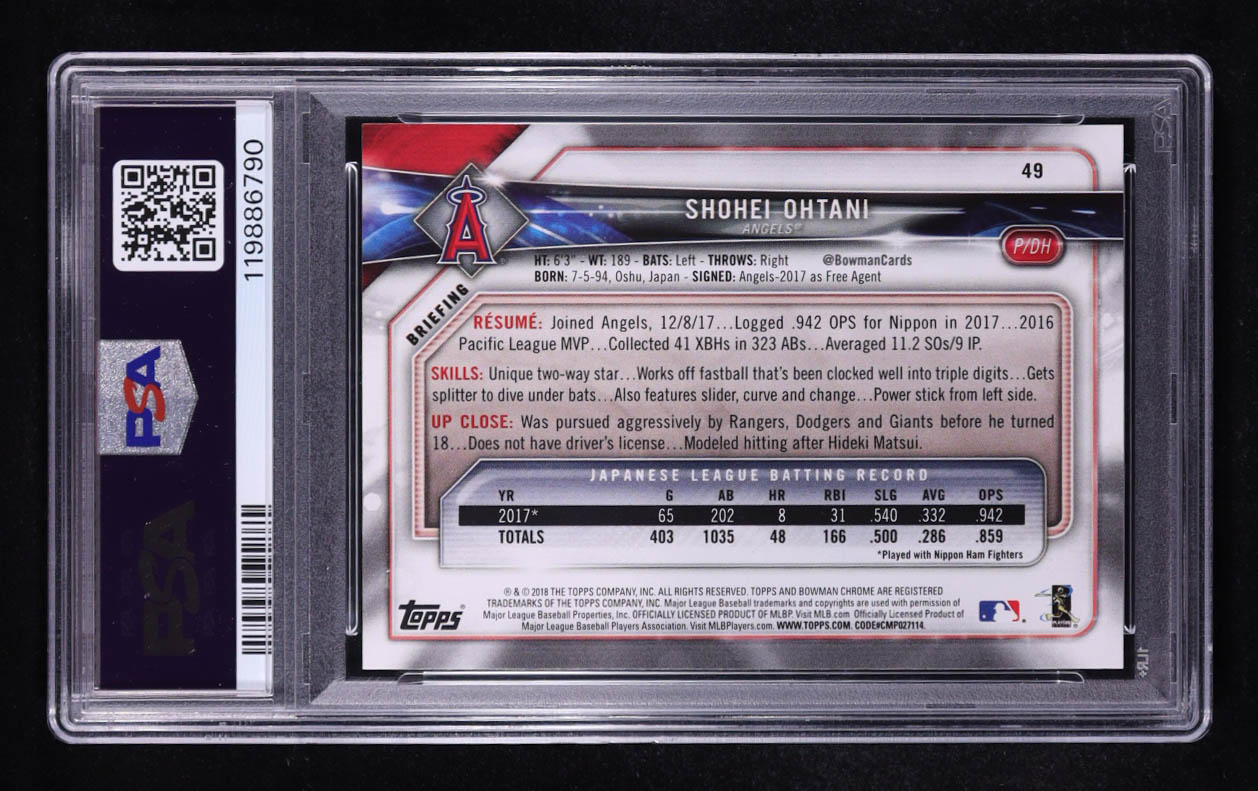 119886790
PSA
PSA
PSA
49
A
SHOHEI OHTANI
ANGELS®
P/DH
HT: 6'3" - WT: 189 - BATS: Left - THROWS: Right @BowmanCards
BORN: 7-5-94, Oshu, Japan - SIGNED: Angels-2017 as Free Agent
BRIEFING
RÉSUMÉ: Joined Angels, 12/8/17...Logged .942 OPS for Nippon in 2017...2016
Pacific League MVP...Collected 41 XBHs in 323 ABs...Averaged 11.2 SOs/9 IP.
SKILLS: Unique two-way star...Works off fastball that's been clocked well into triple digits...Gets
splitter to dive under bats...Also features slider, curve and change...Power stick from left side.
UP CLOSE: Was pursued aggressively by Rangers, Dodgers and Giants before he turned
18...Does not have driver's license...Modeled hitting after Hideki Matsui.
JAPANESE LEAGUE BATTING RECORD
YR G AB HR RBI SLG AVG OPS
2017* 65 202 8 31 .540 .332 .942
TOTALS 403 1035 48 166 .500 .286 .859
*Played with Nippon Ham Fighters
® & © 2018 THE TOPPS COMPANY, INC. ALL RIGHTS RESERVED. TOPPS AND BOWMAN CHROME ARE REGISTERED
TRADEMARKS OF THE TOPPS COMPANY, INC. Major League Baseball trademarks and copyrights are used with permission of
Major League Baseball Properties, Inc. OFFICIALLY LICENSED PRODUCT OF MLBP. Visit MLB.com Officially Licensed Product of
Major League Baseball Players Association. Visit MLBPlayers.com. WWW.TOPPS.COM. CODE#CMP027114.
topps®